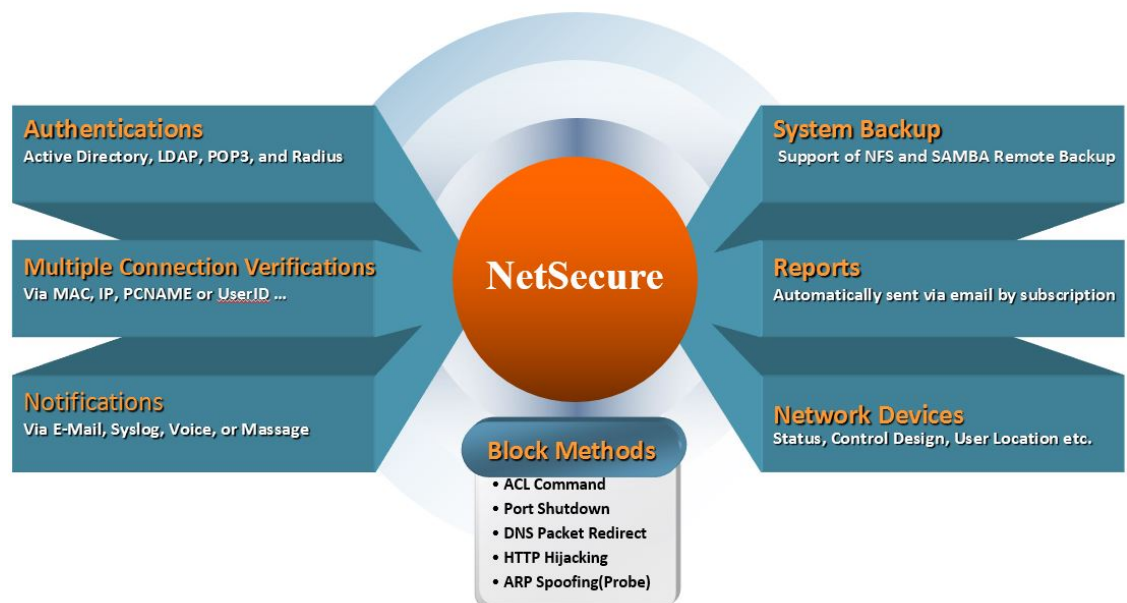 Authentications
Active Directory, LDAP, POP3, and Radius
Multiple Connection Verifications
Via MAC, IP, PCNAME or UserID ...
Notifications
Via E-Mail, Syslog, Voice, or Massage
NetSecure
System Backup
Support of NFS and SAMBA Remote Backup
Reports
Automatically sent via email by subscription
Network Devices
Status, Control Design, User Location etc.
Block Methods
• ACL Command
• Port Shutdown
• DNS Packet Redirect
• HTTP Hijacking
• ARP Spoofing(Probe)